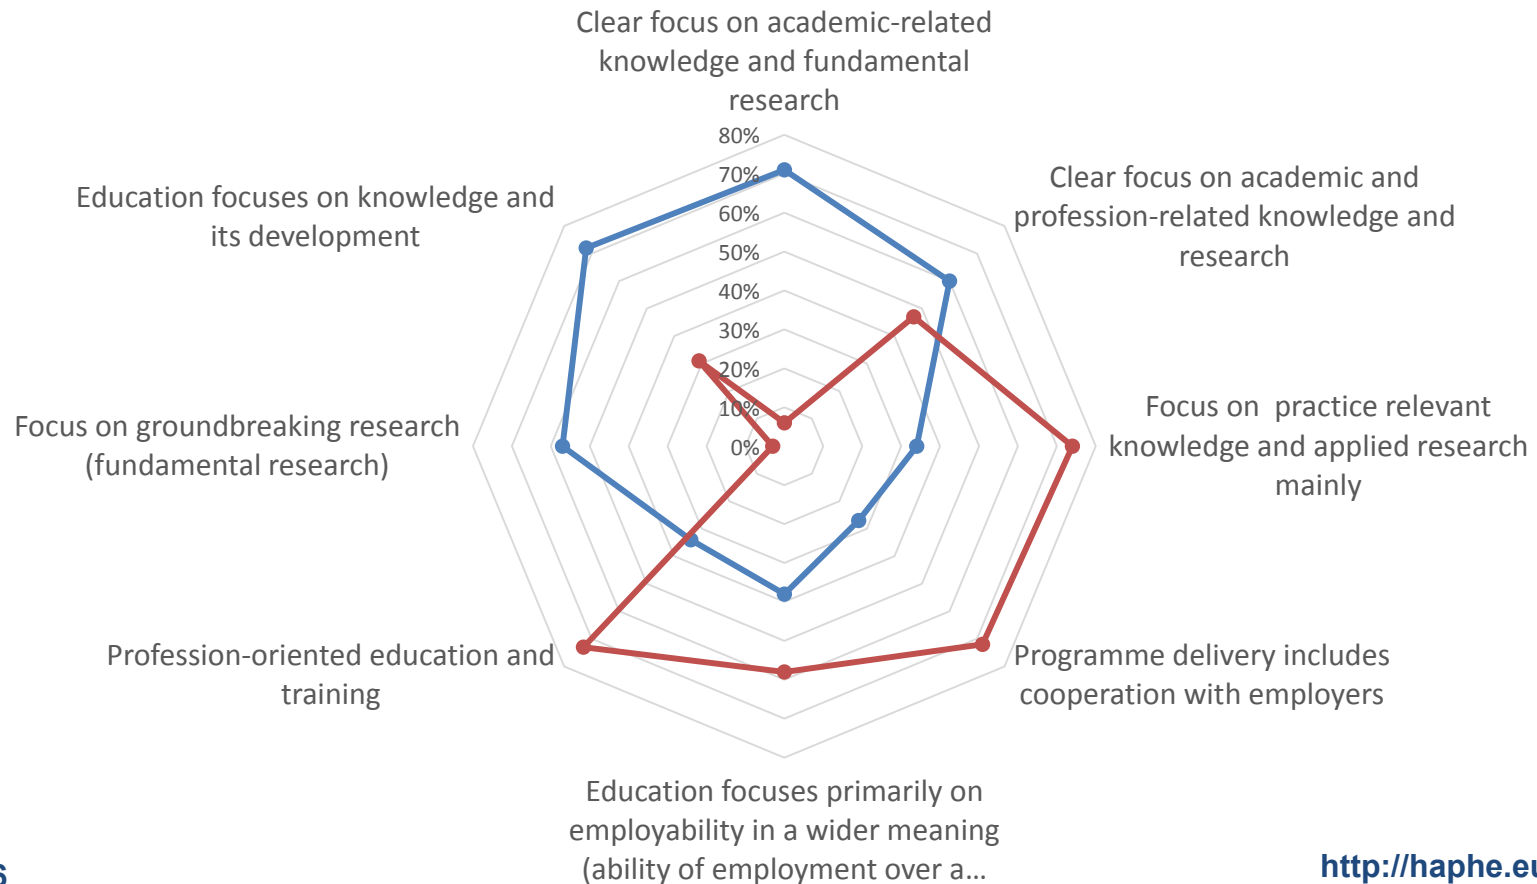 Clear focus on academic-related
knowledge and fundamental
research
80%
70%
60%
50%
40%
30%
20%
10%
0%
Clear focus on academic and
profession-related knowledge and
research
Focus on  practice relevant
knowledge and applied research
mainly
Programme delivery includes
cooperation with employers
Education focuses primarily on
employability in a wider meaning
(ability of employment over a...
Profession-oriented education and
training
Focus on groundbreaking research
(fundamental research)
Education focuses on knowledge and
its development
http://haphe.eu